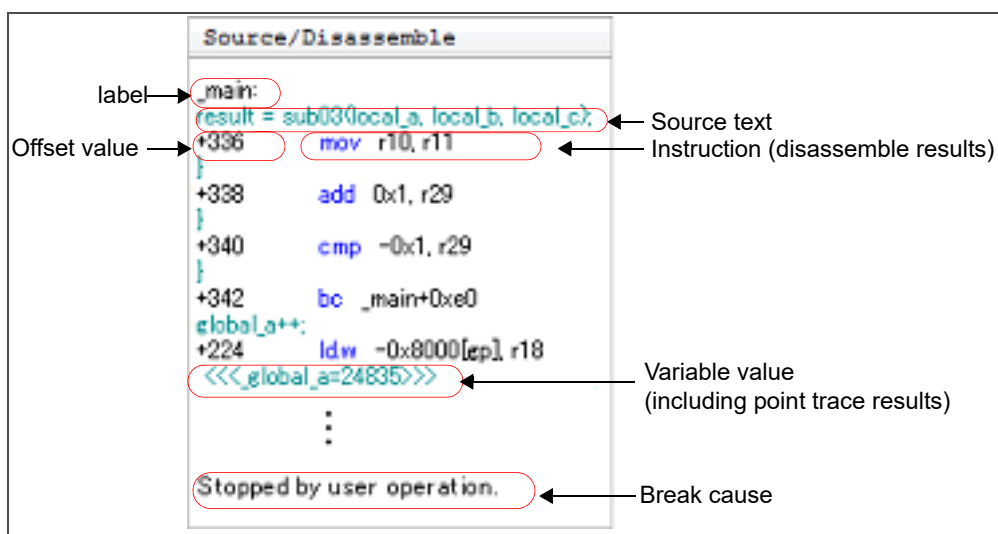 Source/Disassemble
label
_main:
result = sub03(local_a, local_b, local_c);
Source text
Offset value
+336 mov r10, r11
Instruction (disassemble results)
}
+338 add 0x1, r29
}
+340 cmp -0x1, r29
}
+342 bc _main+0xe0
global_a++;
+224 ld.w -0x8000[gp], r18
<<<_global_a=24835>>>
Variable value
(including point trace results)
Stopped by user operation.
Break cause